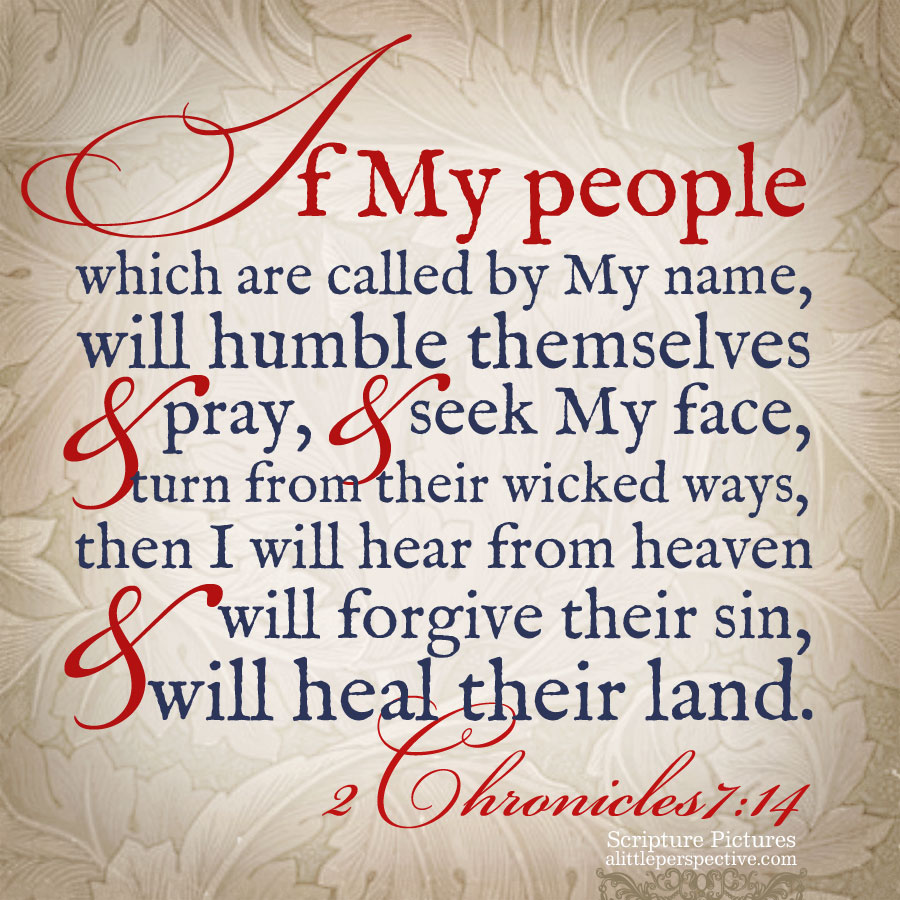 If My people
which are called by My name,
will humble themselves
& pray, & seek My face,
turn from their wicked ways,
then I will hear from heaven
& will forgive their sin,
will heal their land.
2 Chronicles 7:14
Scripture Pictures
alittleperspective.com